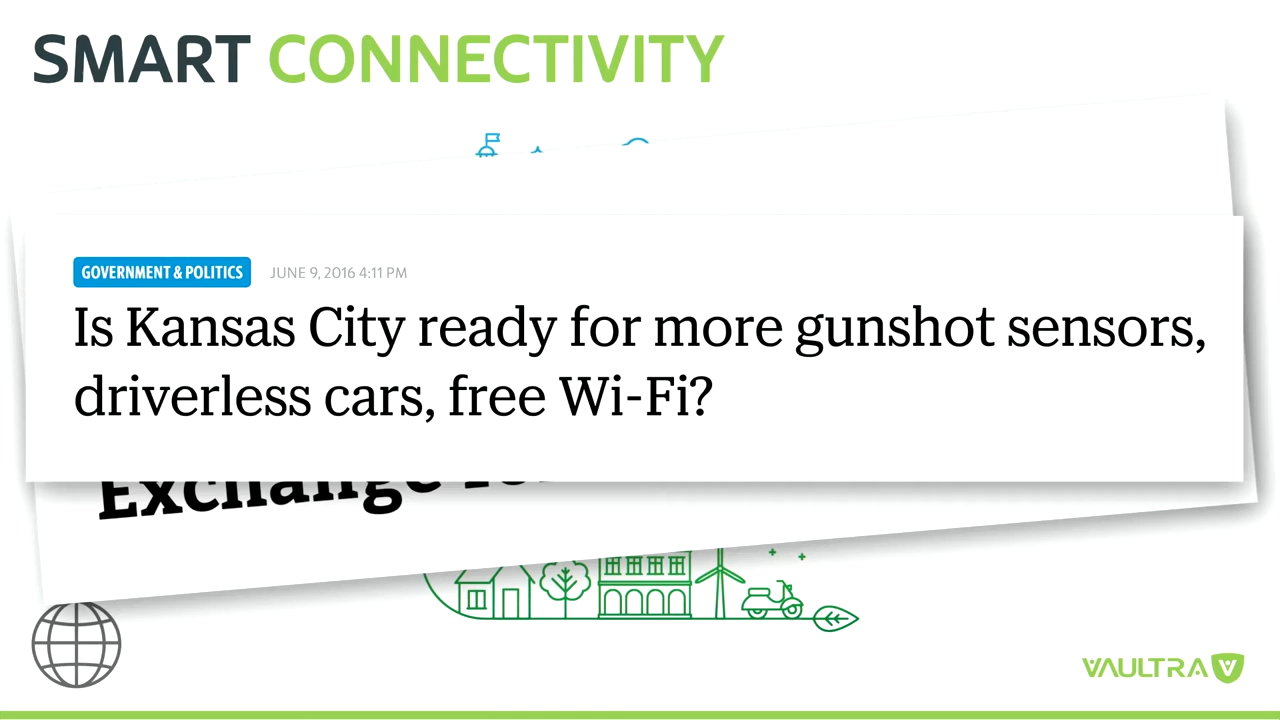 SMART CONNECTIVITY
GOVERNMENT & POLITICS JUNE 9, 2016 4:11 PM
Is Kansas City ready for more gunshot sensors,
driverless cars, free Wi-Fi?
Exchange
VAULTRA